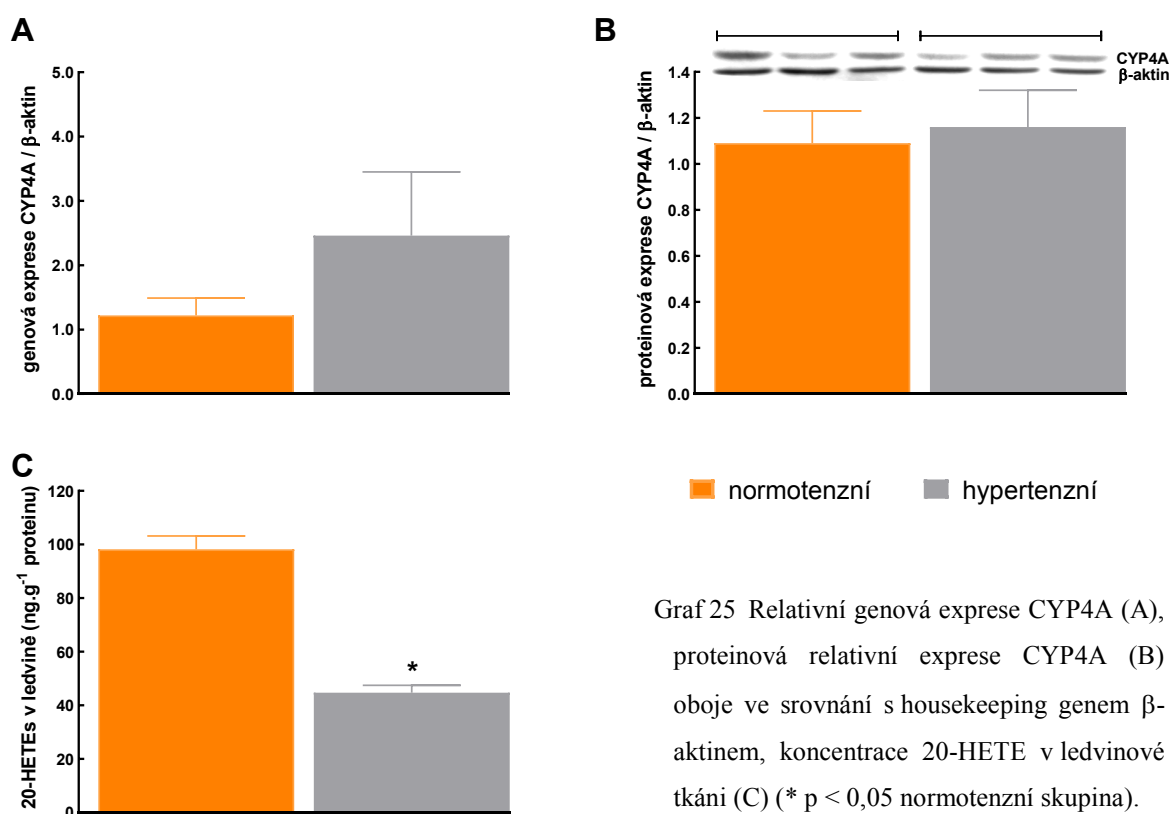 A
genová exprese CYP4A / β-aktin
5.0
4.0
3.0
2.0
1.0
0.0
B
CYP4A
β-aktin
proteinová exprese CYP4A / β-aktin
1.4
1.2
1.0
0.8
0.6
0.4
0.2
0.0
C
20-HETEs v ledvině (ng.g⁻¹ proteinu)
120
100
80
60
40
20
0
*
normotenzní
hypertenzní
Graf 25 Relativní genová exprese CYP4A (A),
proteinová relativní exprese CYP4A (B)
oboje ve srovnání s housekeeping genem β-
aktinem, koncentrace 20-HETE v ledvinové
tkáni (C) (* p < 0,05 normotenzní skupina).